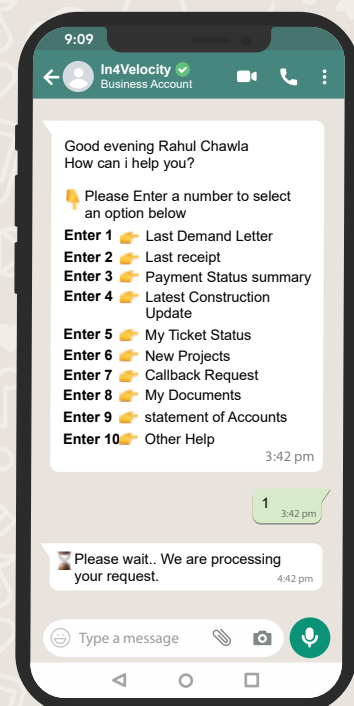 9:09
In4Velocity
Business Account
Good evening Rahul Chawla
How can i help you?
👇 Please Enter a number to select
an option below
Enter 1 👉 Last Demand Letter
Enter 2 👉 Last receipt
Enter 3 👉 Payment Status summary
Enter 4 👉 Latest Construction
Update
Enter 5 👉 My Ticket Status
Enter 6 👉 New Projects
Enter 7 👉 Callback Request
Enter 8 👉 My Documents
Enter 9 👉 statement of Accounts
Enter 10👉 Other Help
3:42 pm
1
3:42 pm
⌛Please wait.. We are processing
your request.
4:42 pm
Type a message